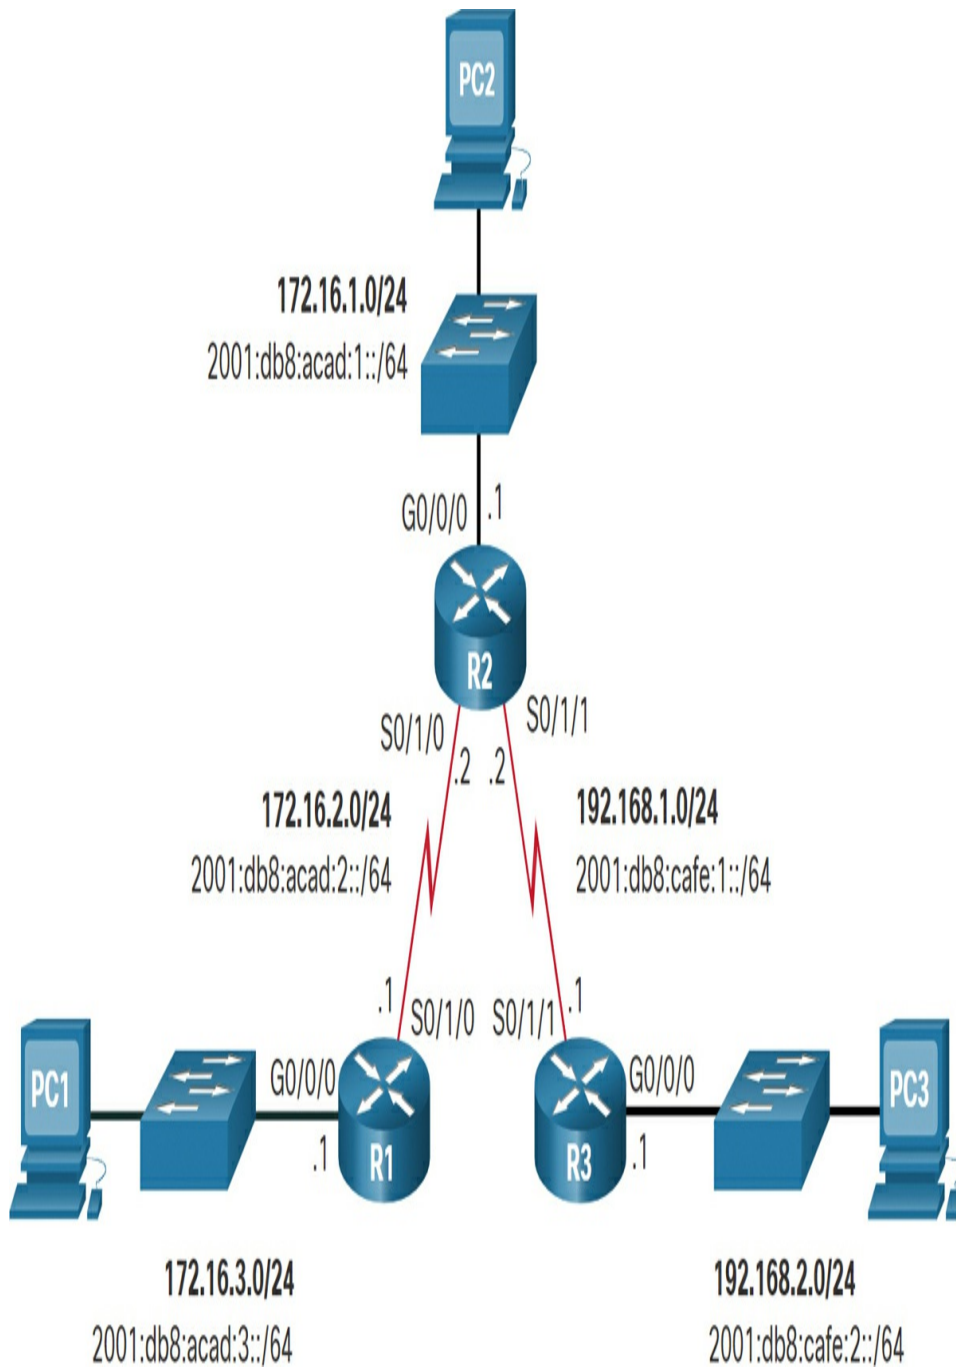 PC2
172.16.1.0/24
2001:db8:acad:1::/64
G0/0/0
.1
R2
S0/1/0
S0/1/1
.2
.2
172.16.2.0/24
2001:db8:acad:2::/64
192.168.1.0/24
2001:db8:cafe:1::/64
.1
S0/1/0
S0/1/1
.1
PC1
G0/0/0
.1
R1
R3
G0/0/0
.1
PC3
172.16.3.0/24
2001:db8:acad:3::/64
192.168.2.0/24
2001:db8:cafe:2::/64